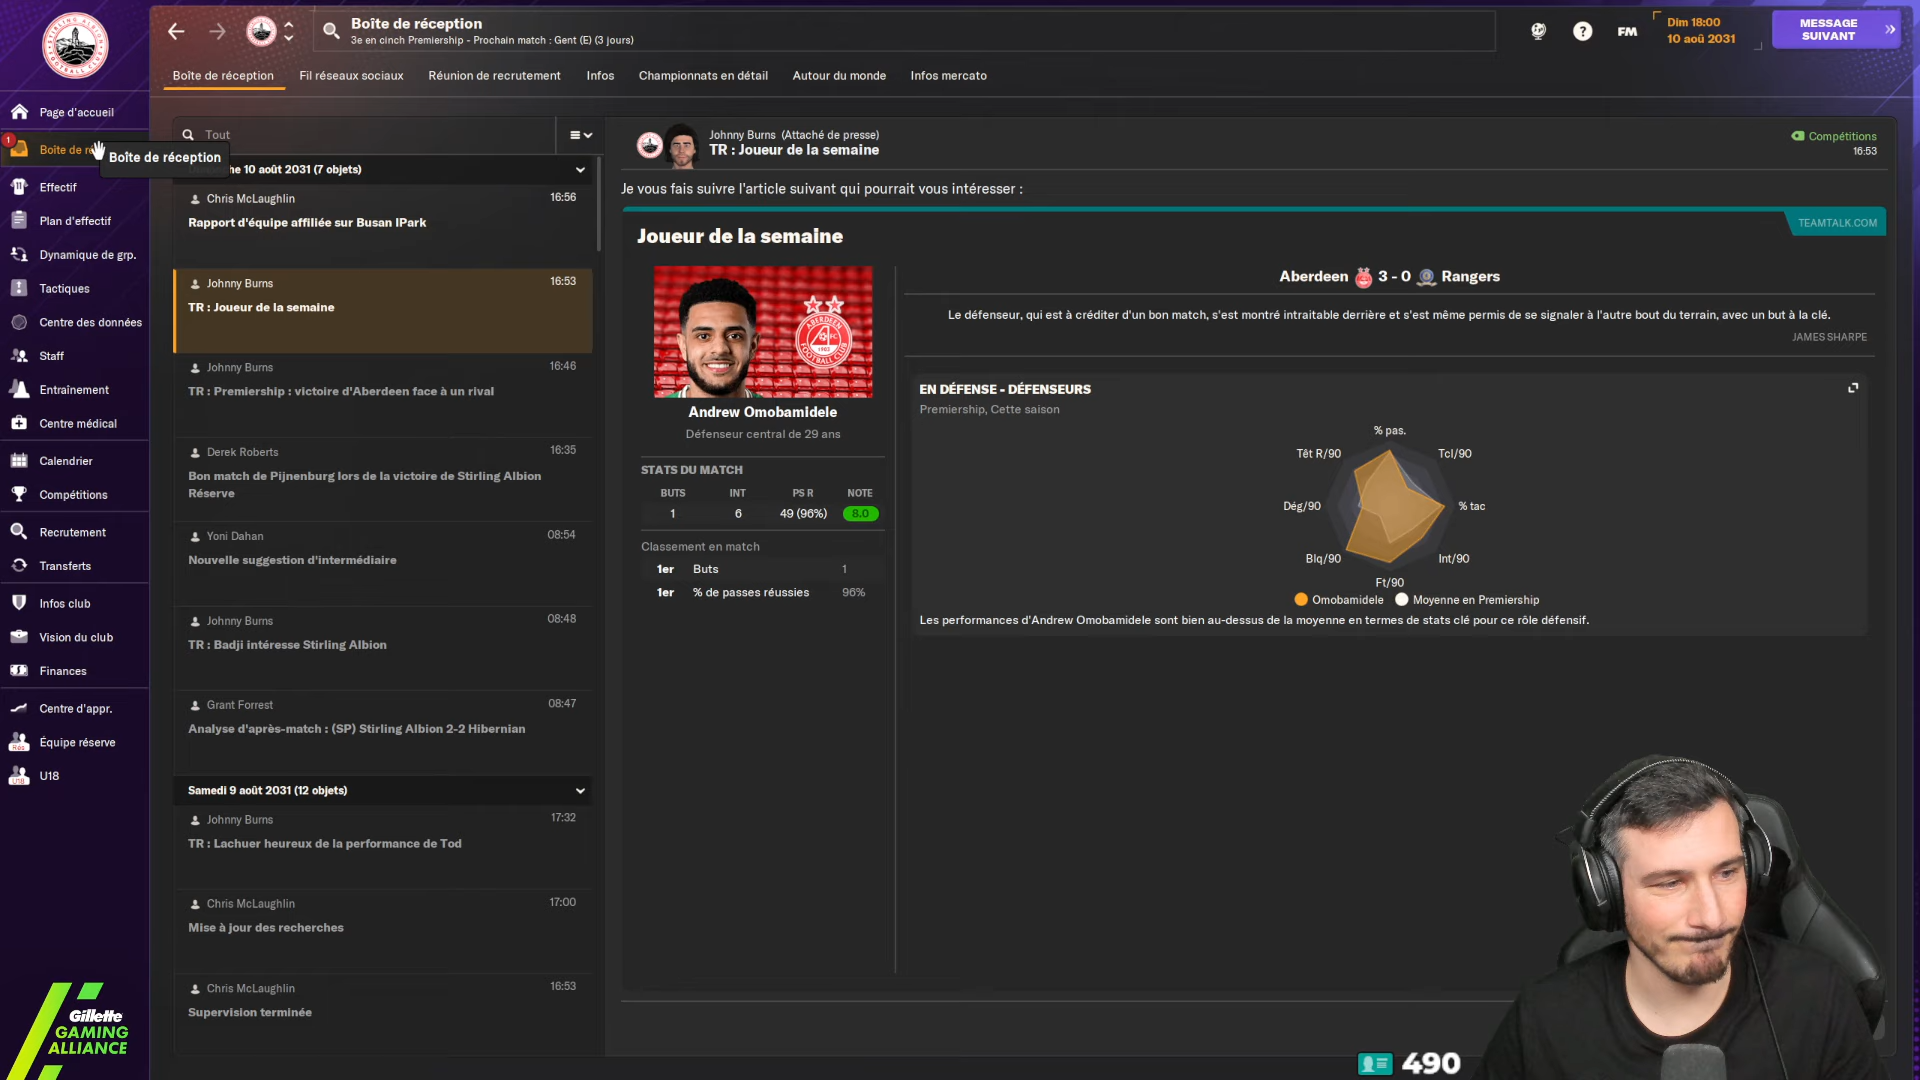 Boîte de réception
3e en cinch Premiership - Prochain match : Gent (E) (3 jours)
FM
Dim 18:00
10 aoû 2031
MESSAGE
SUIVANT
Boîte de réception
Fil réseaux sociaux
Réunion de recrutement
Infos
Championnats en détail
Autour du monde
Infos mercato
Page d'accueil
1
Boîte de ré
Boîte de réception
Effectif
Plan d'effectif
Dynamique de grp.
Tactiques
Centre des données
Staff
Entraînement
Centre médical
Calendrier
Compétitions
Recrutement
Transferts
Infos club
Vision du club
Finances
Centre d'appr.
Équipe réserve
U18
Gillette
GAMING
ALLIANCE
Tout
che 10 août 2031 (7 objets)
Chris McLaughlin 16:56
Rapport d'équipe affiliée sur Busan IPark
Johnny Burns 16:53
TR : Joueur de la semaine
Johnny Burns 16:46
TR : Premiership : victoire d'Aberdeen face à un rival
Derek Roberts 16:35
Bon match de Pijnenburg lors de la victoire de Stirling Albion
Réserve
Yoni Dahan 08:54
Nouvelle suggestion d'intermédiaire
Johnny Burns 08:48
TR : Badji intéresse Stirling Albion
Grant Forrest 08:47
Analyse d'après-match : (SP) Stirling Albion 2-2 Hibernian
Samedi 9 août 2031 (12 objets)
Johnny Burns 17:32
TR : Lachuer heureux de la performance de Tod
Chris McLaughlin 17:00
Mise à jour des recherches
Chris McLaughlin 16:53
Supervision terminée
Johnny Burns (Attaché de presse)
TR : Joueur de la semaine
Compétitions
16:53
Je vous fais suivre l'article suivant qui pourrait vous intéresser :
TEAMTALK.COM
Joueur de la semaine
Andrew Omobamidele
Défenseur central de 29 ans
STATS DU MATCH
BUTS INT PS R NOTE
1 6 49 (96%) 8.0
Classement en match
1er Buts 1
1er % de passes réussies 96%
Aberdeen 3 - 0 Rangers
Le défenseur, qui est à créditer d'un bon match, s'est montré intraitable derrière et s'est même permis de se signaler à l'autre bout du terrain, avec un but à la clé.
JAMES SHARPE
EN DÉFENSE - DÉFENSEURS
Premiership, Cette saison
% pas.
Têt R/90
Tcl/90
Dég/90
% tac
Blq/90
Int/90
Ft/90
Omobamidele
Moyenne en Premiership
Les performances d'Andrew Omobamidele sont bien au-dessus de la moyenne en termes de stats clé pour ce rôle défensif.
490